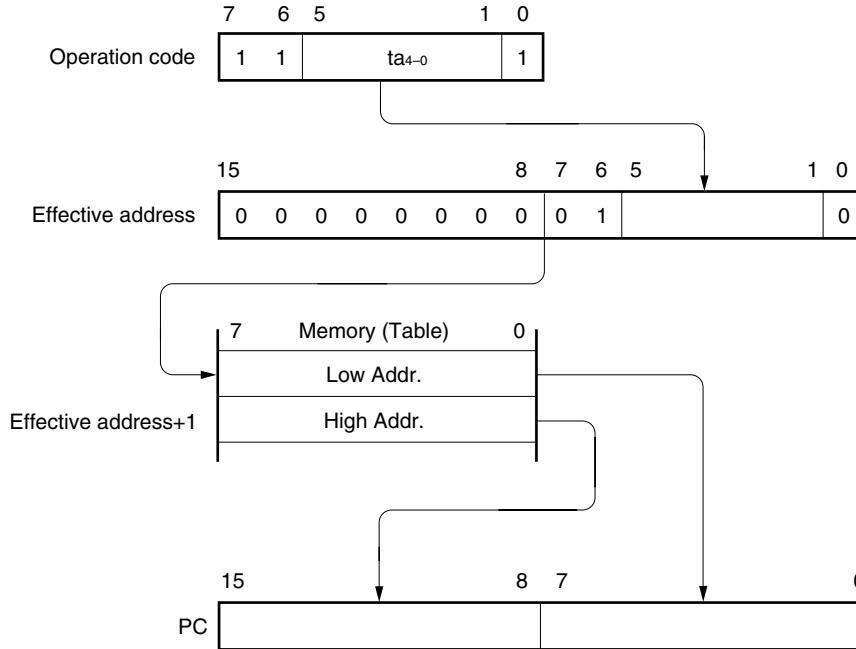 7 6 5 1 0
Operation code 1 1 ta4–0 1
15 8 7 6 5 1 0
Effective address 0 0 0 0 0 0 0 0 0 1 0
7 Memory (Table) 0
Low Addr.
Effective address+1 High Addr.
15 8 7
PC